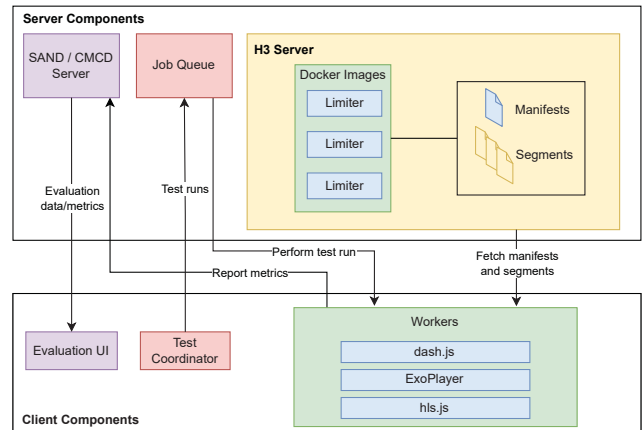 Server Components
SAND / CMCD
Server
Job Queue
H3 Server
Docker Images
Limiter
Limiter
Limiter
Manifests
Segments
Evaluation
data/metrics
Test runs
Perform test run
Report metrics
Fetch manifests
and segments
Evaluation UI
Test
Coordinator
Workers
dash.js
ExoPlayer
hls.js
Client Components